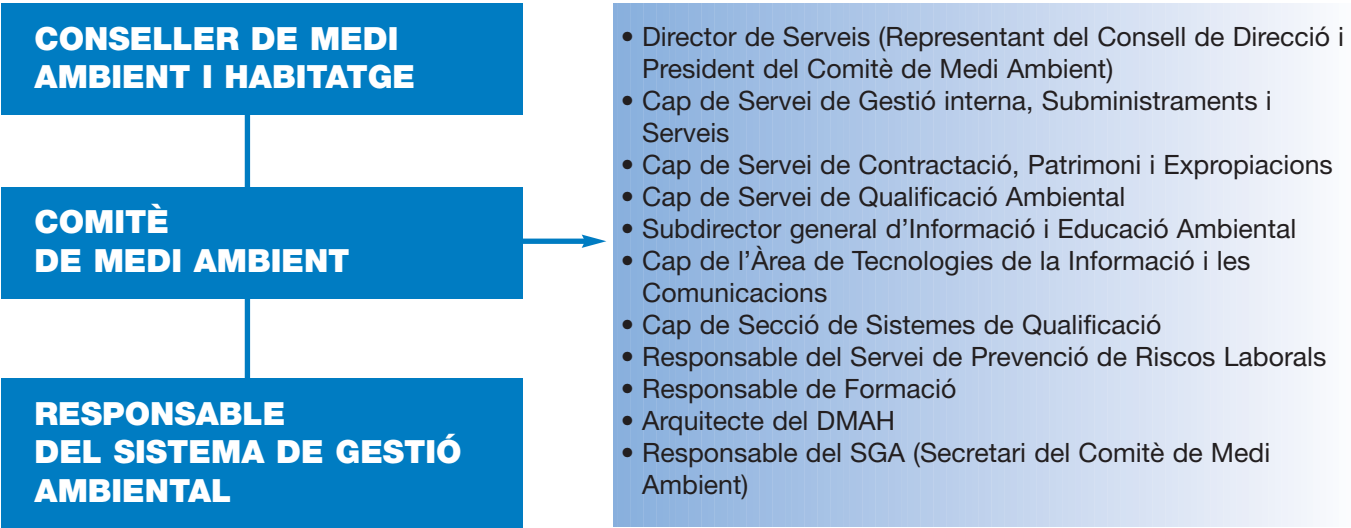 CONSELLER DE MEDI
AMBIENT I HABITATGE
COMITÈ
DE MEDI AMBIENT
RESPONSABLE
DEL SISTEMA DE GESTIÓ
AMBIENTAL
• Director de Serveis (Representant del Consell de Direcció i
President del Comitè de Medi Ambient)
• Cap de Servei de Gestió interna, Subministraments i
Serveis
• Cap de Servei de Contractació, Patrimoni i Expropiacions
• Cap de Servei de Qualificació Ambiental
• Subdirector general d’Informació i Educació Ambiental
• Cap de l’Àrea de Tecnologies de la Informació i les
Comunicacions
• Cap de Secció de Sistemes de Qualificació
• Responsable del Servei de Prevenció de Riscos Laborals
• Responsable de Formació
• Arquitecte del DMAH
• Responsable del SGA (Secretari del Comitè de Medi
Ambient)